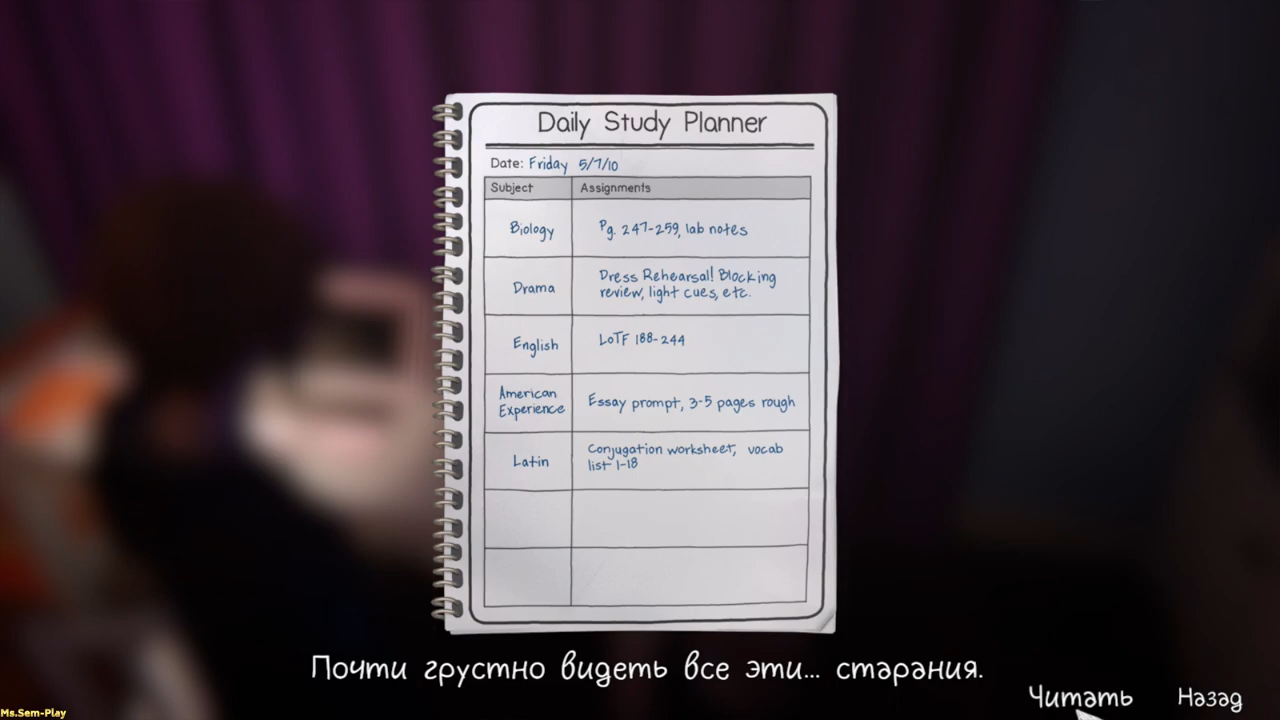 Daily Study Planner
Date: Friday 5/7/10
Subject Assignments
Biology Pg. 247-259, lab notes
Drama Dress Rehearsal! Blocking
review, light cues, etc.
English LoTF 188-244
American
Experience Essay prompt, 3-5 pages rough
Latin Conjugation worksheet, vocab
list 1-18
Почти грустно видеть все эти... старания.
Читать Назад
Ms.Sem-Play